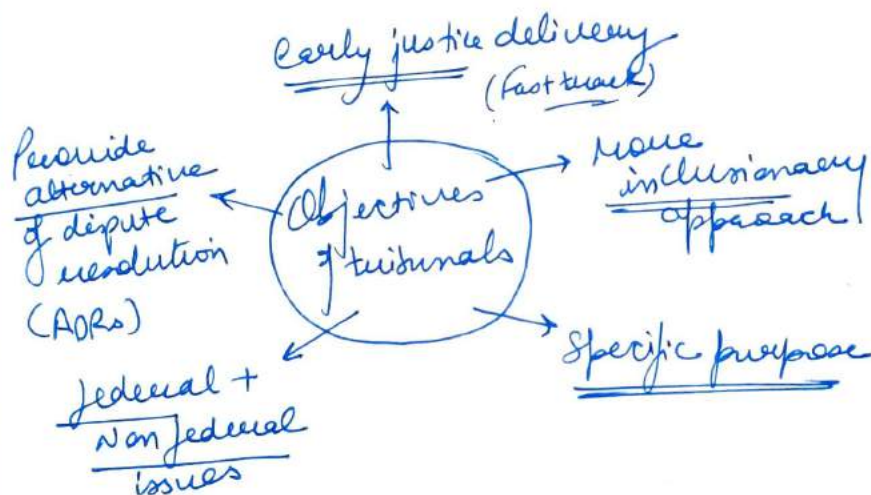 Early justice delivery
(Fast track)
Provide
alternative
of dispute
resolution
(ADRs)
Objectives
of tribunals
More
inclusionary
approach
Specific purpose
federal +
Non federal
issues